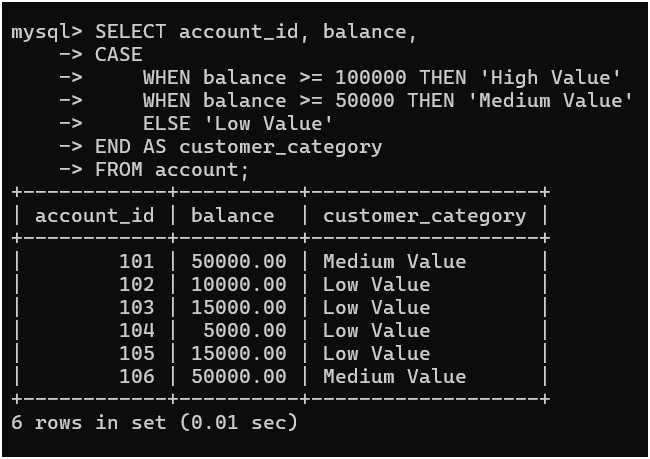 mysql> SELECT account_id, balance,
    -> CASE
    ->     WHEN balance >= 100000 THEN 'High Value'
    ->     WHEN balance >= 50000 THEN 'Medium Value'
    ->     ELSE 'Low Value'
    -> END AS customer_category
    -> FROM account;
+------------+----------+-------------------+
| account_id | balance  | customer_category |
+------------+----------+-------------------+
|        101 | 50000.00 | Medium Value      |
|        102 | 10000.00 | Low Value         |
|        103 | 15000.00 | Low Value         |
|        104 |  5000.00 | Low Value         |
|        105 | 15000.00 | Low Value         |
|        106 | 50000.00 | Medium Value      |
+------------+----------+-------------------+
6 rows in set (0.01 sec)